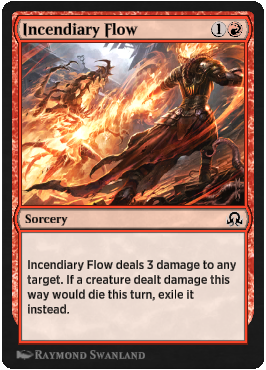 Incendiary Flow 1
Sorcery
Incendiary Flow deals 3 damage to any
target. If a creature dealt damage this
way would die this turn, exile it
instead.
Raymond Swanland